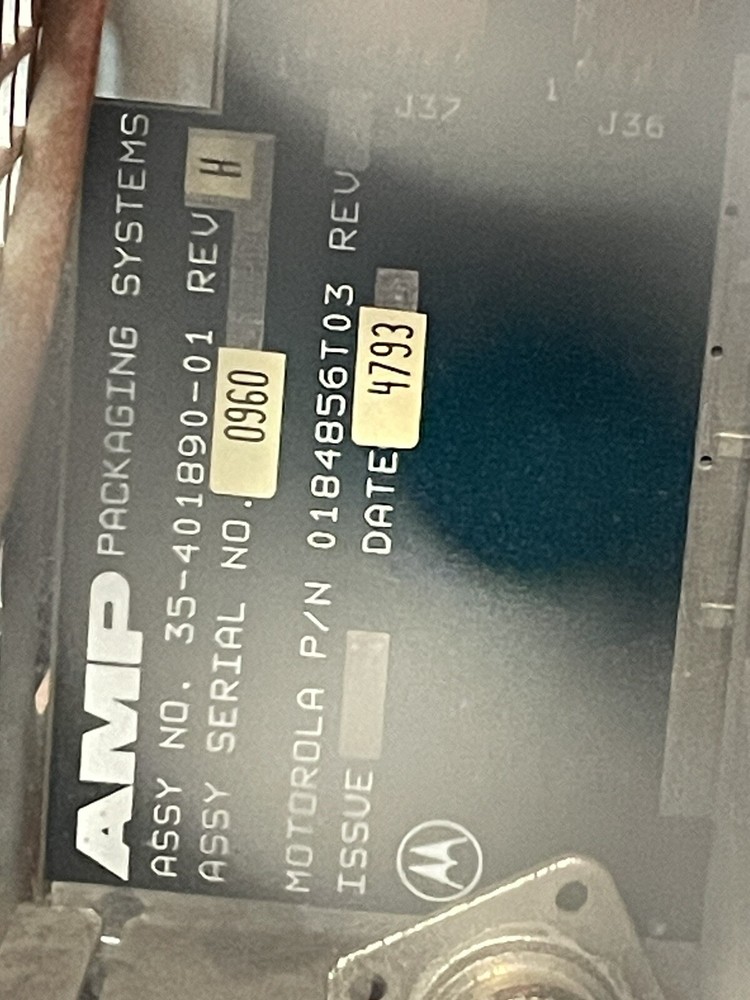 AMP PACKAGING SYSTEMS
ASSY NO. 35-401890-01 REV H
ASSY SERIAL NO. 0960
MOTOROLA P/N 0184856T03 REV
ISSUE DATE 4793
1 J37
1 J36